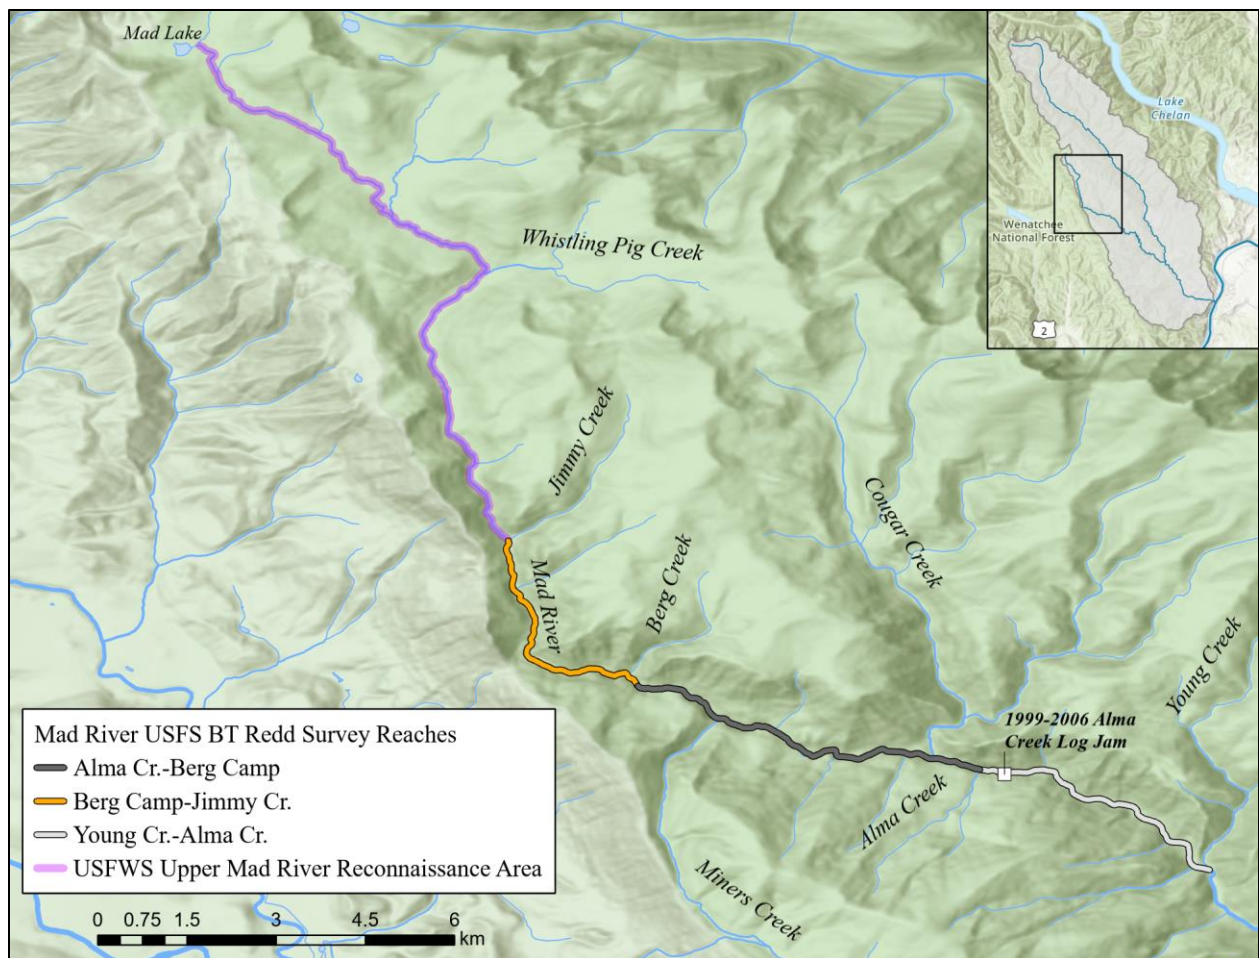 Mad Lake
Lake
Chelan
Wenatchee
National Forest
2
Whistling Pig Creek
Jimmy Creek
Cougar Creek
Mad River
Berg Creek
Young Creek
1999-2006 Alma
Creek Log Jam
Alma Creek
Miners Creek
Mad River USFS BT Redd Survey Reaches
Alma Cr.-Berg Camp
Berg Camp-Jimmy Cr.
Young Cr.-Alma Cr.
USFWS Upper Mad River Reconnaissance Area
0 0.75 1.5 3 4.5 6
km